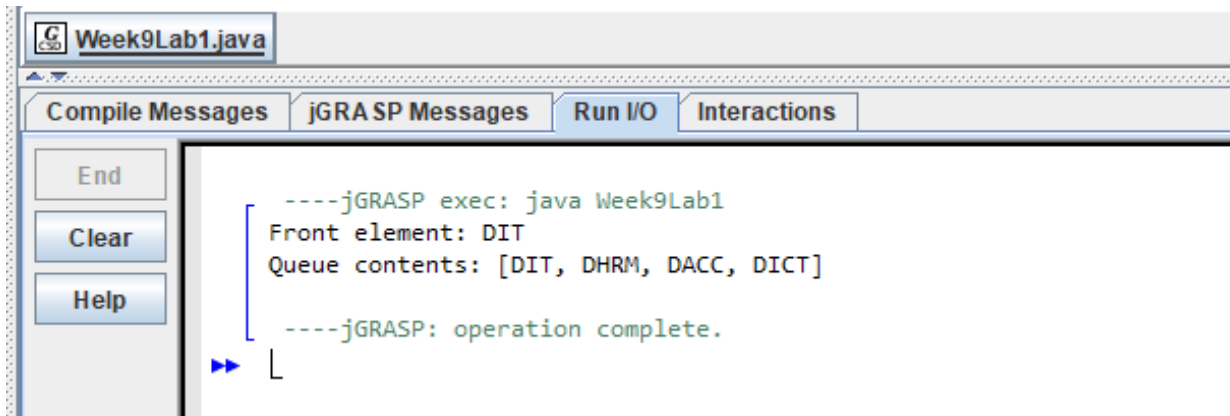 G
CSD
Week9Lab1.java
Compile Messages
jGRASP Messages
Run I/O
Interactions
End
Clear
Help
----jGRASP exec: java Week9Lab1
Front element: DIT
Queue contents: [DIT, DHRM, DACC, DICT]
----jGRASP: operation complete.